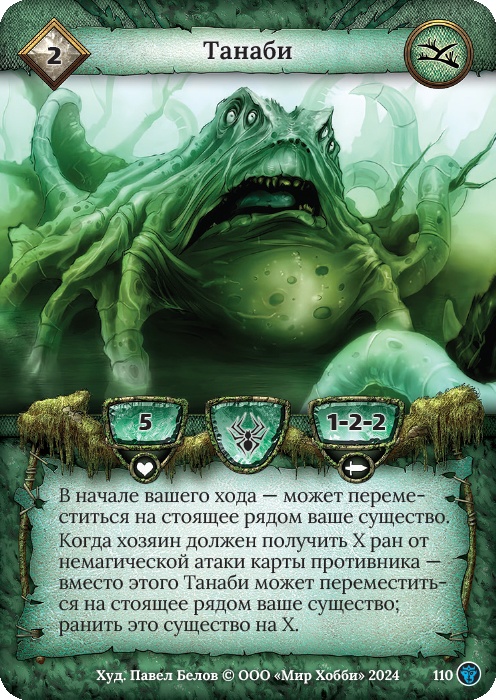 2
Танаби
5
1-2-2
В начале вашего хода — может переме-
ститься на стоящее рядом ваше существо.
Когда хозяин должен получить X ран от
немагической атаки карты противника —
вместо этого Танаби может переместить-
ся на стоящее рядом ваше существо;
ранить это существо на X.
Худ. Павел Белов © ООО «Мир Хобби» 2024
110